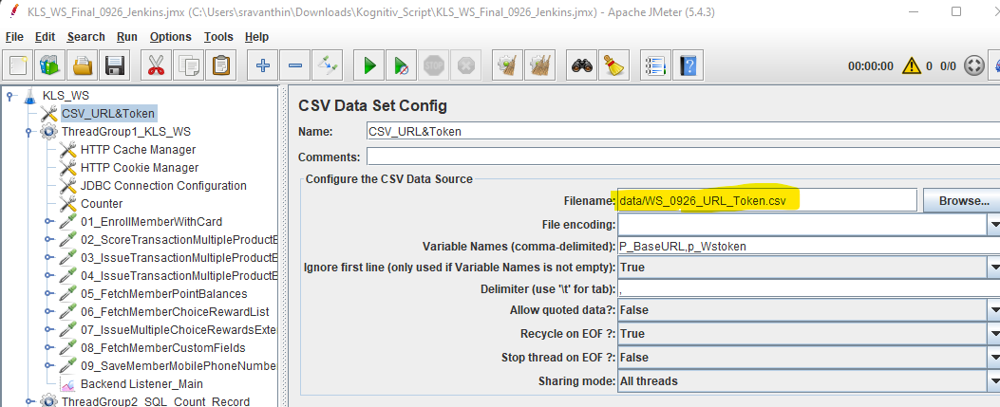 KLS_WS_Final_0926_Jenkins.jmx (C:\Users\sravanthin\Downloads\Kognitiv_Script\KLS_WS_Final_0926_Jenkins.jmx) - Apache JMeter (5.4.3)
File Edit Search Run Options Tools Help
00:00:00 0 0/0
KLS_WS
CSV_URL&Token
ThreadGroup1_KLS_WS
HTTP Cache Manager
HTTP Cookie Manager
JDBC Connection Configuration
Counter
01_EnrollMemberWithCard
02_ScoreTransactionMultipleProductE
03_IssueTransactionMultipleProductE
04_IssueTransactionMultipleProductE
05_FetchMemberPointBalances
06_FetchMemberChoiceRewardList
07_IssueMultipleChoiceRewardsExte
08_FetchMemberCustomFields
09_SaveMemberMobilePhoneNumbe
Backend Listener_Main
ThreadGroup2_SQL_Count_Record
CSV Data Set Config
Name: CSV_URL&Token
Comments:
Configure the CSV Data Source
Filename: data/WS_0926_URL_Token.csv Browse...
File encoding:
Variable Names (comma-delimited): P_BaseURL,p_Wstoken
Ignore first line (only used if Variable Names is not empty): True
Delimiter (use '\t' for tab): ,
Allow quoted data?: False
Recycle on EOF ?: True
Stop thread on EOF ?: False
Sharing mode: All threads